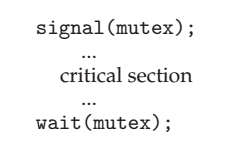 signal(mutex);
...
critical section
...
wait(mutex);